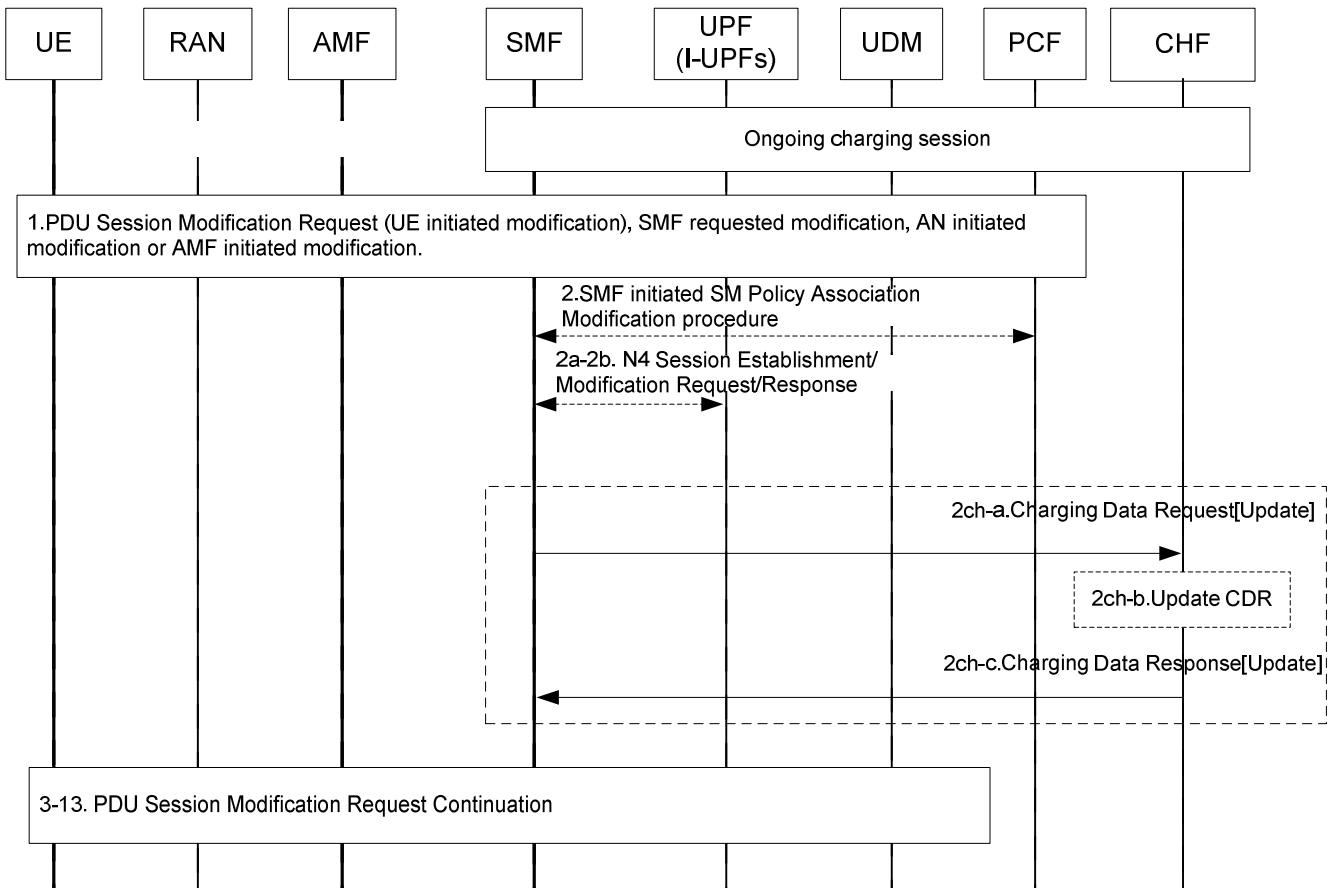 UE
RAN
AMF
SMF
UPF
(I-UPFs)
UDM
PCF
CHF
Ongoing charging session
1.PDU Session Modification Request (UE initiated modification), SMF requested modification, AN initiated
modification or AMF initiated modification.
2.SMF initiated SM Policy Association
Modification procedure
2a-2b. N4 Session Establishment/
Modification Request/Response
2ch-a.Charging Data Request[Update]
2ch-b.Update CDR
2ch-c.Charging Data Response[Update]
3-13. PDU Session Modification Request Continuation